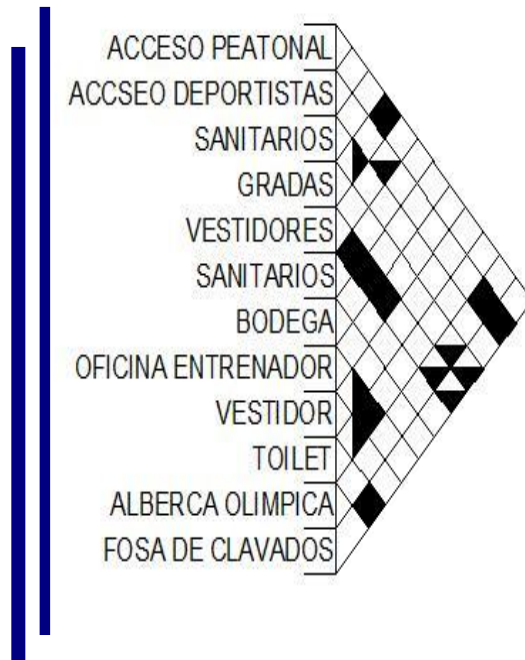 ACCESO PEATONAL
ACCSEO DEPORTISTAS
SANITARIOS
GRADAS
VESTIDORES
SANITARIOS
BODEGA
OFICINA ENTRENADOR
VESTIDOR
TOILET
ALBERCA OLIMPICA
FOSA DE CLAVADOS